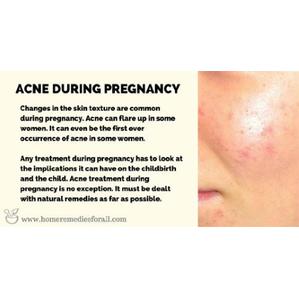 ACNE DURING PREGNANCY
Changes in the skin texture are common
during pregnancy. Acne can flare up in some
women. It can even be the first ever
occurrence of acne in some women.
Any treatment during pregnancy has to look at
the implications it can have on the childbirth
and the child. Acne treatment during
pregnancy is no exception. It must be dealt
with natural remedies as far as possible.
www.homeremediesforall.com